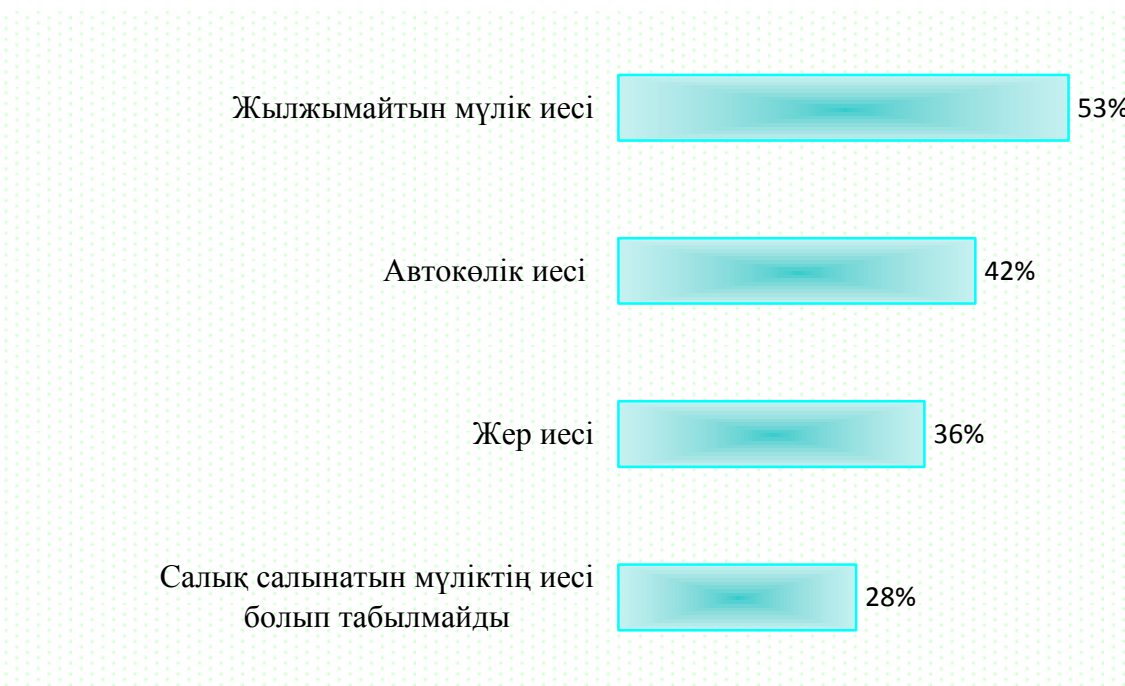 Жылжымайтын мүлік иесі
53%
Автокөлік иесі
42%
Жер иесі
36%
Салық салынатын мүліктің иесі
болып табылмайды
28%